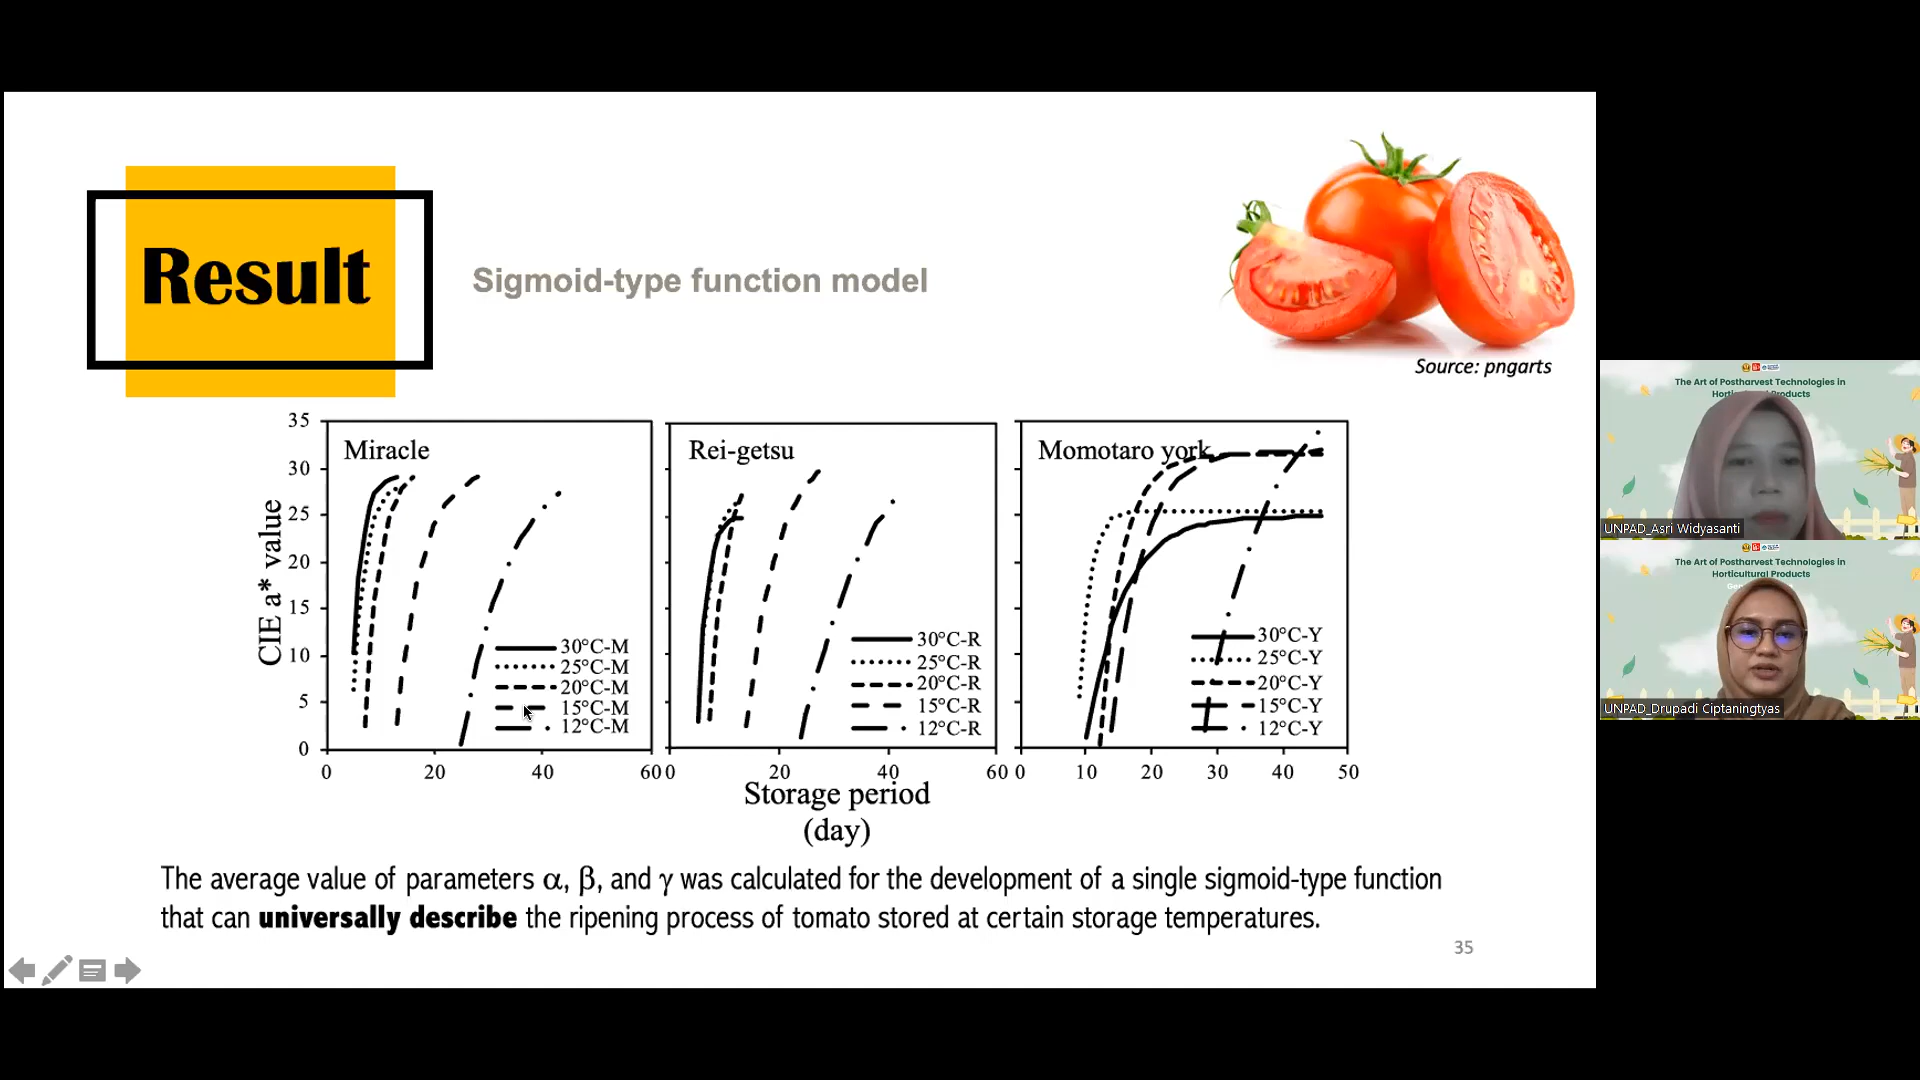 Result
Sigmoid-type function model
Source: pngarts
Miracle
Rei-getsu
Momotaro york
CIE a* value
35
30
25
20
15
10
5
0
30°C-M
25°C-M
20°C-M
15°C-M
12°C-M
30°C-R
25°C-R
20°C-R
15°C-R
12°C-R
30°C-Y
25°C-Y
20°C-Y
15°C-Y
12°C-Y
0 20 40 60
0 20 40 60
0 10 20 30 40 50
Storage period
(day)
The average value of parameters α, β, and γ was calculated for the development of a single sigmoid-type function
that can universally describe the ripening process of tomato stored at certain storage temperatures.
35
The Art of Postharvest Technologies in
Products
UNPAD_Asri Widyasanti
The Art of Postharvest Technologies in
Horticultural Products
UNPAD_Drupadi Ciptaningtyas